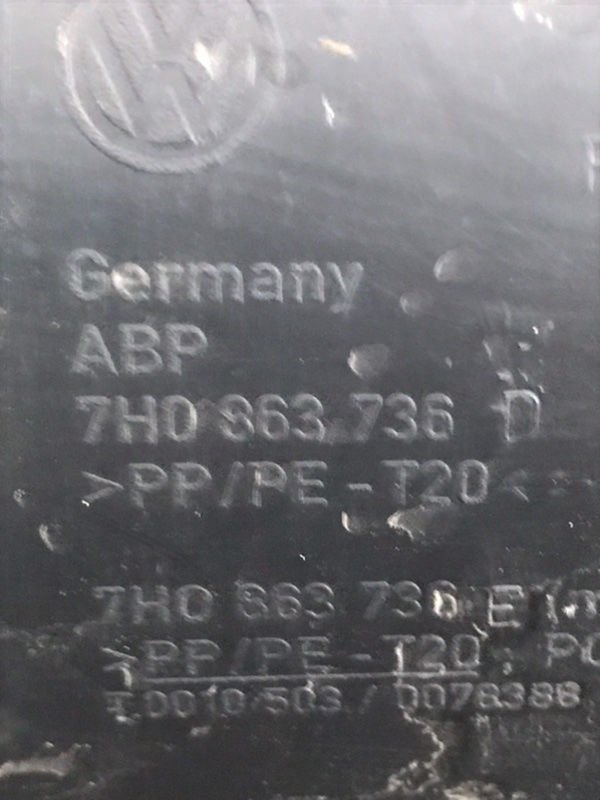 Germany
ABP
7H0 863 736 D
>PP/PE-T20<
7H0 863 736 E
>PP/PE-T20,